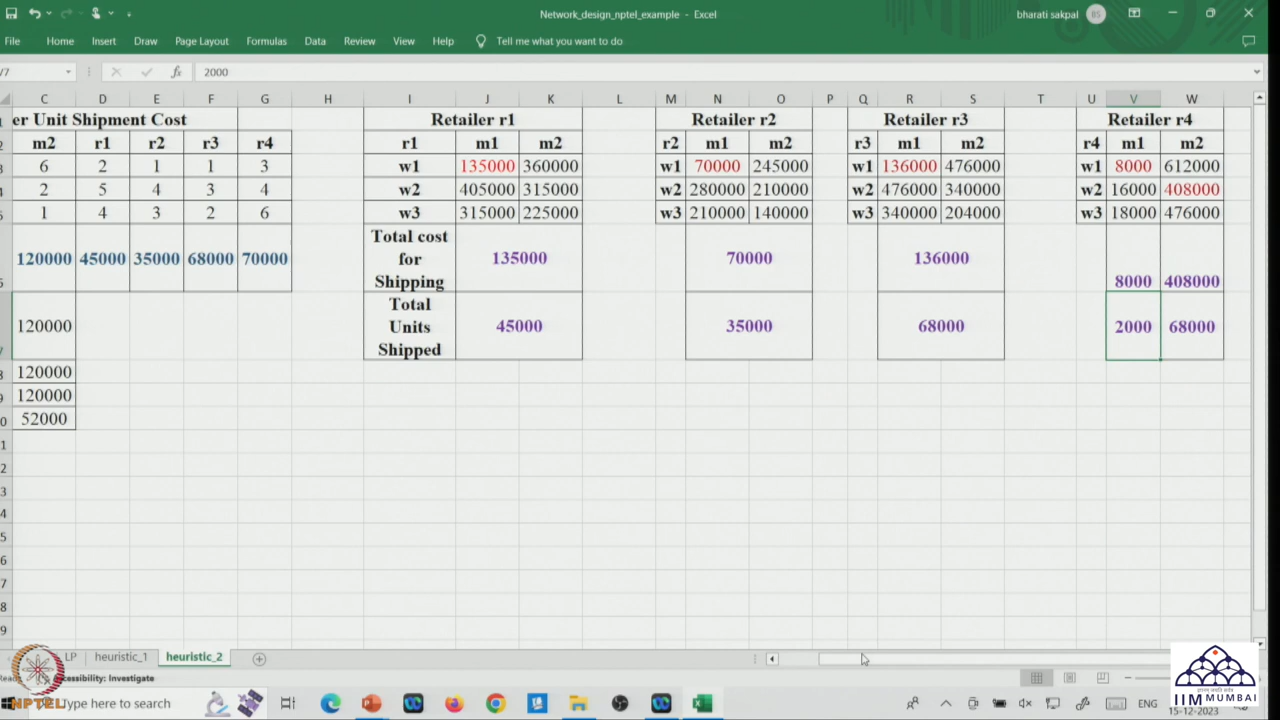 Network_design_nptel_example - Excel
bharati sakpal
BS
File Home Insert Draw Page Layout Formulas Data Review View Help Tell me what you want to do
V7 fx 2000
C D E F G H I J K L M N O P Q R S T U V W
er Unit Shipment Cost Retailer r1 Retailer r2 Retailer r3 Retailer r4
m2 r1 r2 r3 r4 r1 m1 m2 r2 m1 m2 r3 m1 m2 r4 m1 m2
6 2 1 1 3 w1 135000 360000 w1 70000 245000 w1 136000 476000 w1 8000 612000
2 5 4 3 4 w2 405000 315000 w2 280000 210000 w2 476000 340000 w2 16000 408000
1 4 3 2 6 w3 315000 225000 w3 210000 140000 w3 340000 204000 w3 18000 476000
120000 45000 35000 68000 70000 Total cost for Shipping 135000 70000 136000 8000 408000
120000 Total Units Shipped 45000 35000 68000 2000 68000
120000
120000
52000
LP heuristic_1 heuristic_2
Accessibility: Investigate
NPTEL
Type here to search
ENG
15-12-2023
IIM MUMBAI